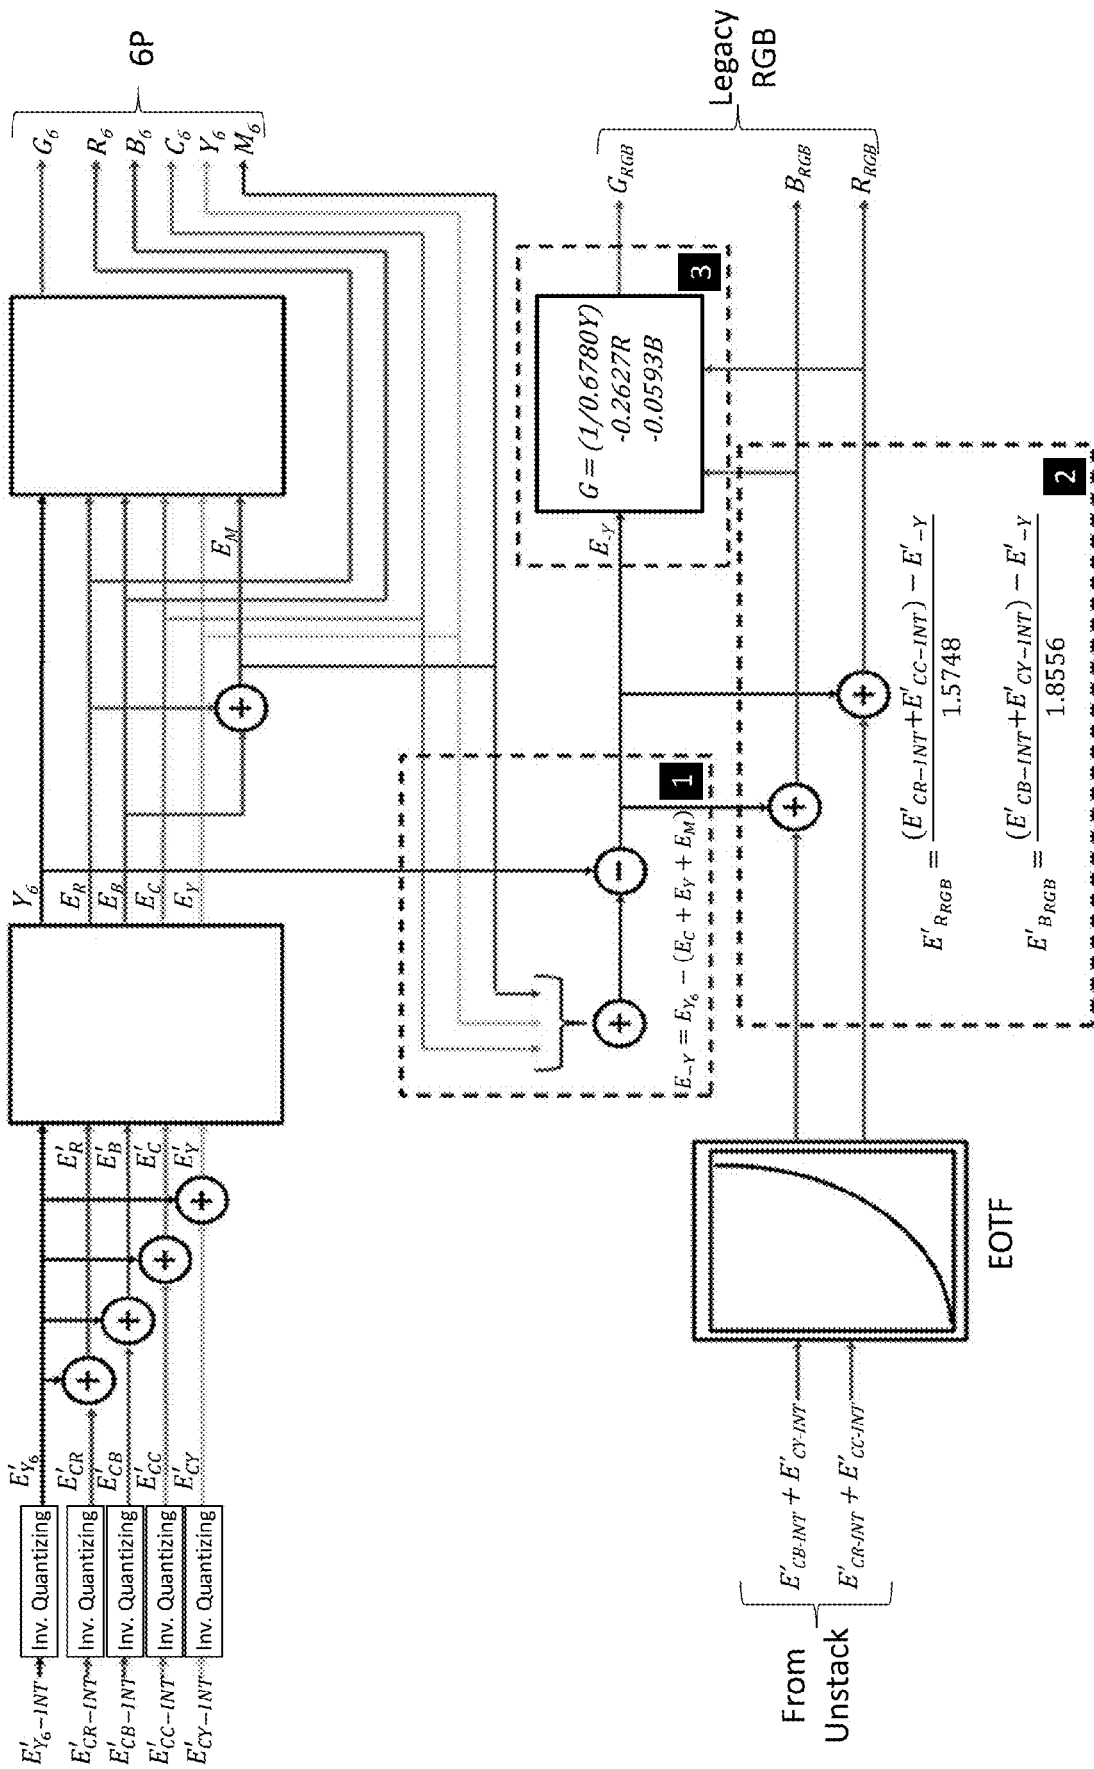 E'Y6−INT Inv. Quantizing E'Y6
E'CR−INT Inv. Quantizing E'CR
E'CB−INT Inv. Quantizing E'CB
E'CC−INT Inv. Quantizing E'CC
E'CY−INT Inv. Quantizing E'CY
+
+
+
+
E'R
E'B
E'C
E'Y
Y6
ER
EB
EC
EY
+
EM
G6
R6
B6
C6
Y6
M6
6P
+
−
E−Y = EY6 − (EC + EY + EM)
1
E-Y
G = (1/0.6780Y)
-0.2627R
-0.0593B
3
GRGB
BRGB
RRGB
Legacy
RGB
From
Unstack
E'CB-INT + E'CY-INT
E'CR-INT + E'CC-INT
EOTF
+
+
E'RRGB = (E'CR−INT+E'CC−INT) − E'−Y
1.5748
E'BRGB = (E'CB−INT+E'CY−INT) − E'−Y
1.8556
2